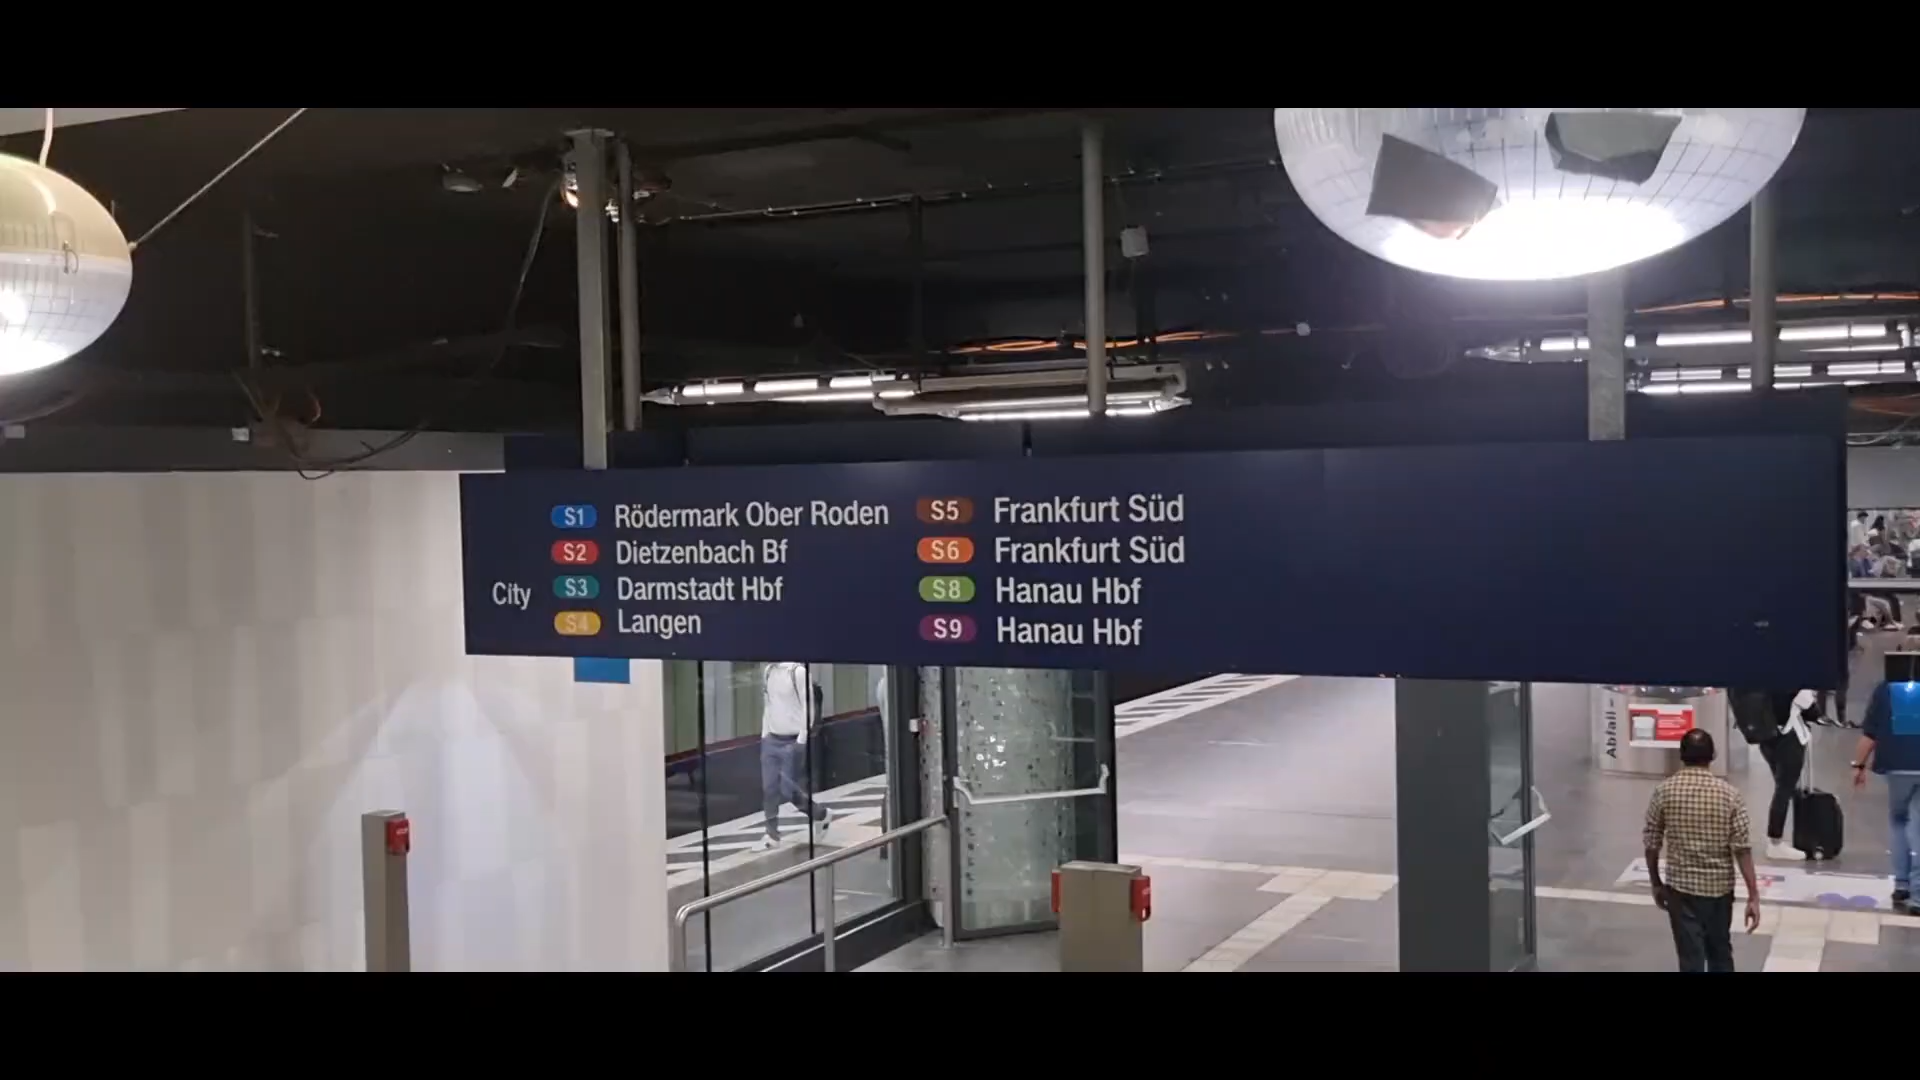 City
S1 Rödermark Ober Roden
S2 Dietzenbach Bf
S3 Darmstadt Hbf
S4 Langen
S5 Frankfurt Süd
S6 Frankfurt Süd
S8 Hanau Hbf
S9 Hanau Hbf
Abfall